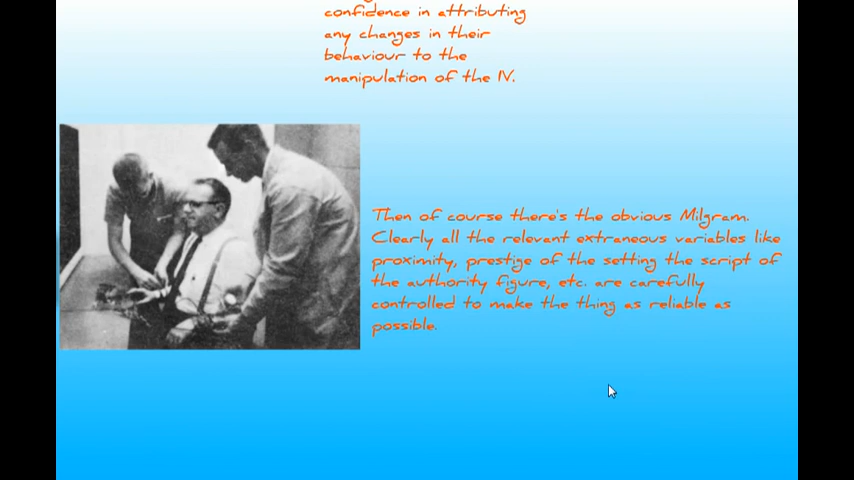 confidence in attributing
any changes in their
behaviour to the
manipulation of the IV.
Then of course there's the obvious Milgram.
Clearly all the relevant extraneous variables like
proximity, prestige of the setting the script of
the authority figure, etc. are carefully
controlled to make the thing as reliable as
possible.